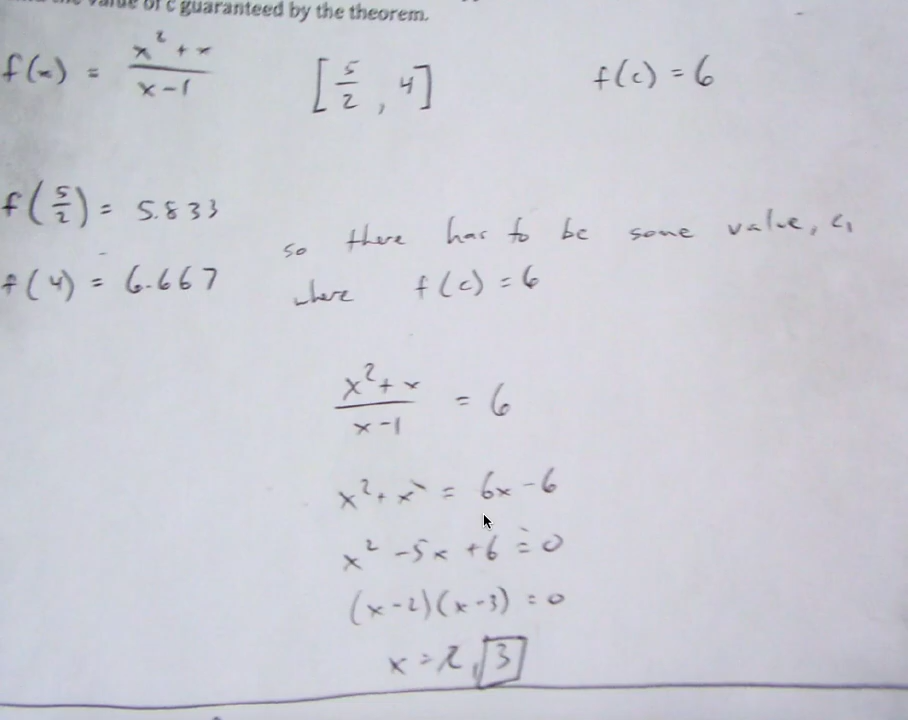 the value of c guaranteed by the theorem.
f(x) = (x² + x)/(x-1) [5/2, 4] f(c) = 6
f(5/2) = 5.833
so there has to be some value, c,
f(4) = 6.667
where f(c) = 6
(x² + x)/(x-1) = 6
x² + x = 6x - 6
x² - 5x + 6 = 0
(x-2)(x-3) = 0
x = 2, 3